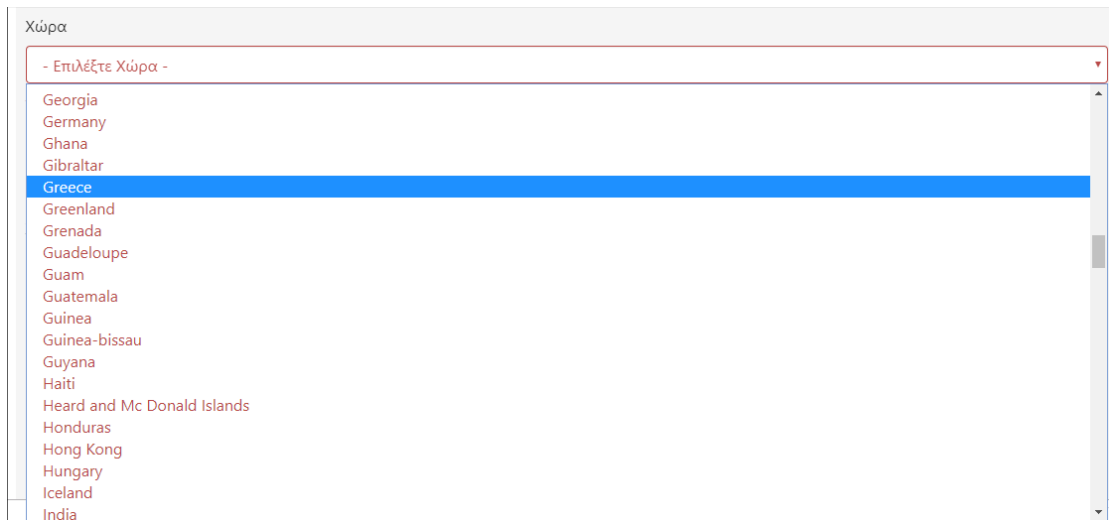 Χώρα
- Επιλέξτε Χώρα -
Georgia
Germany
Ghana
Gibraltar
Greece
Greenland
Grenada
Guadeloupe
Guam
Guatemala
Guinea
Guinea-bissau
Guyana
Haiti
Heard and Mc Donald Islands
Honduras
Hong Kong
Hungary
Iceland
India